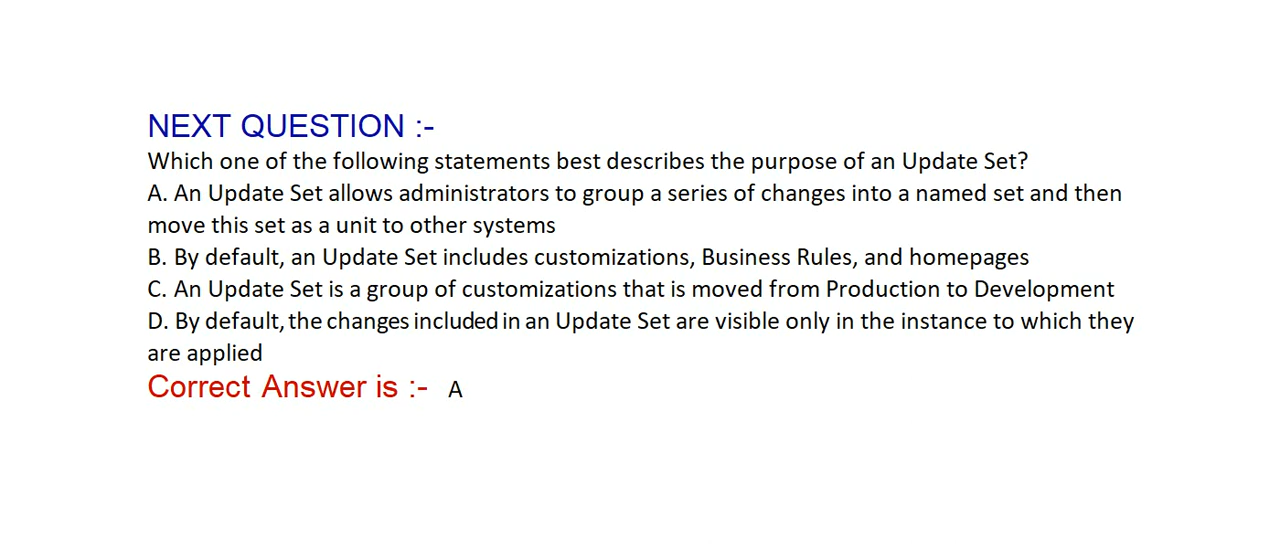 NEXT QUESTION :-
Which one of the following statements best describes the purpose of an Update Set?
A. An Update Set allows administrators to group a series of changes into a named set and then
move this set as a unit to other systems
B. By default, an Update Set includes customizations, Business Rules, and homepages
C. An Update Set is a group of customizations that is moved from Production to Development
D. By default, the changes included in an Update Set are visible only in the instance to which they
are applied
Correct Answer is :- A